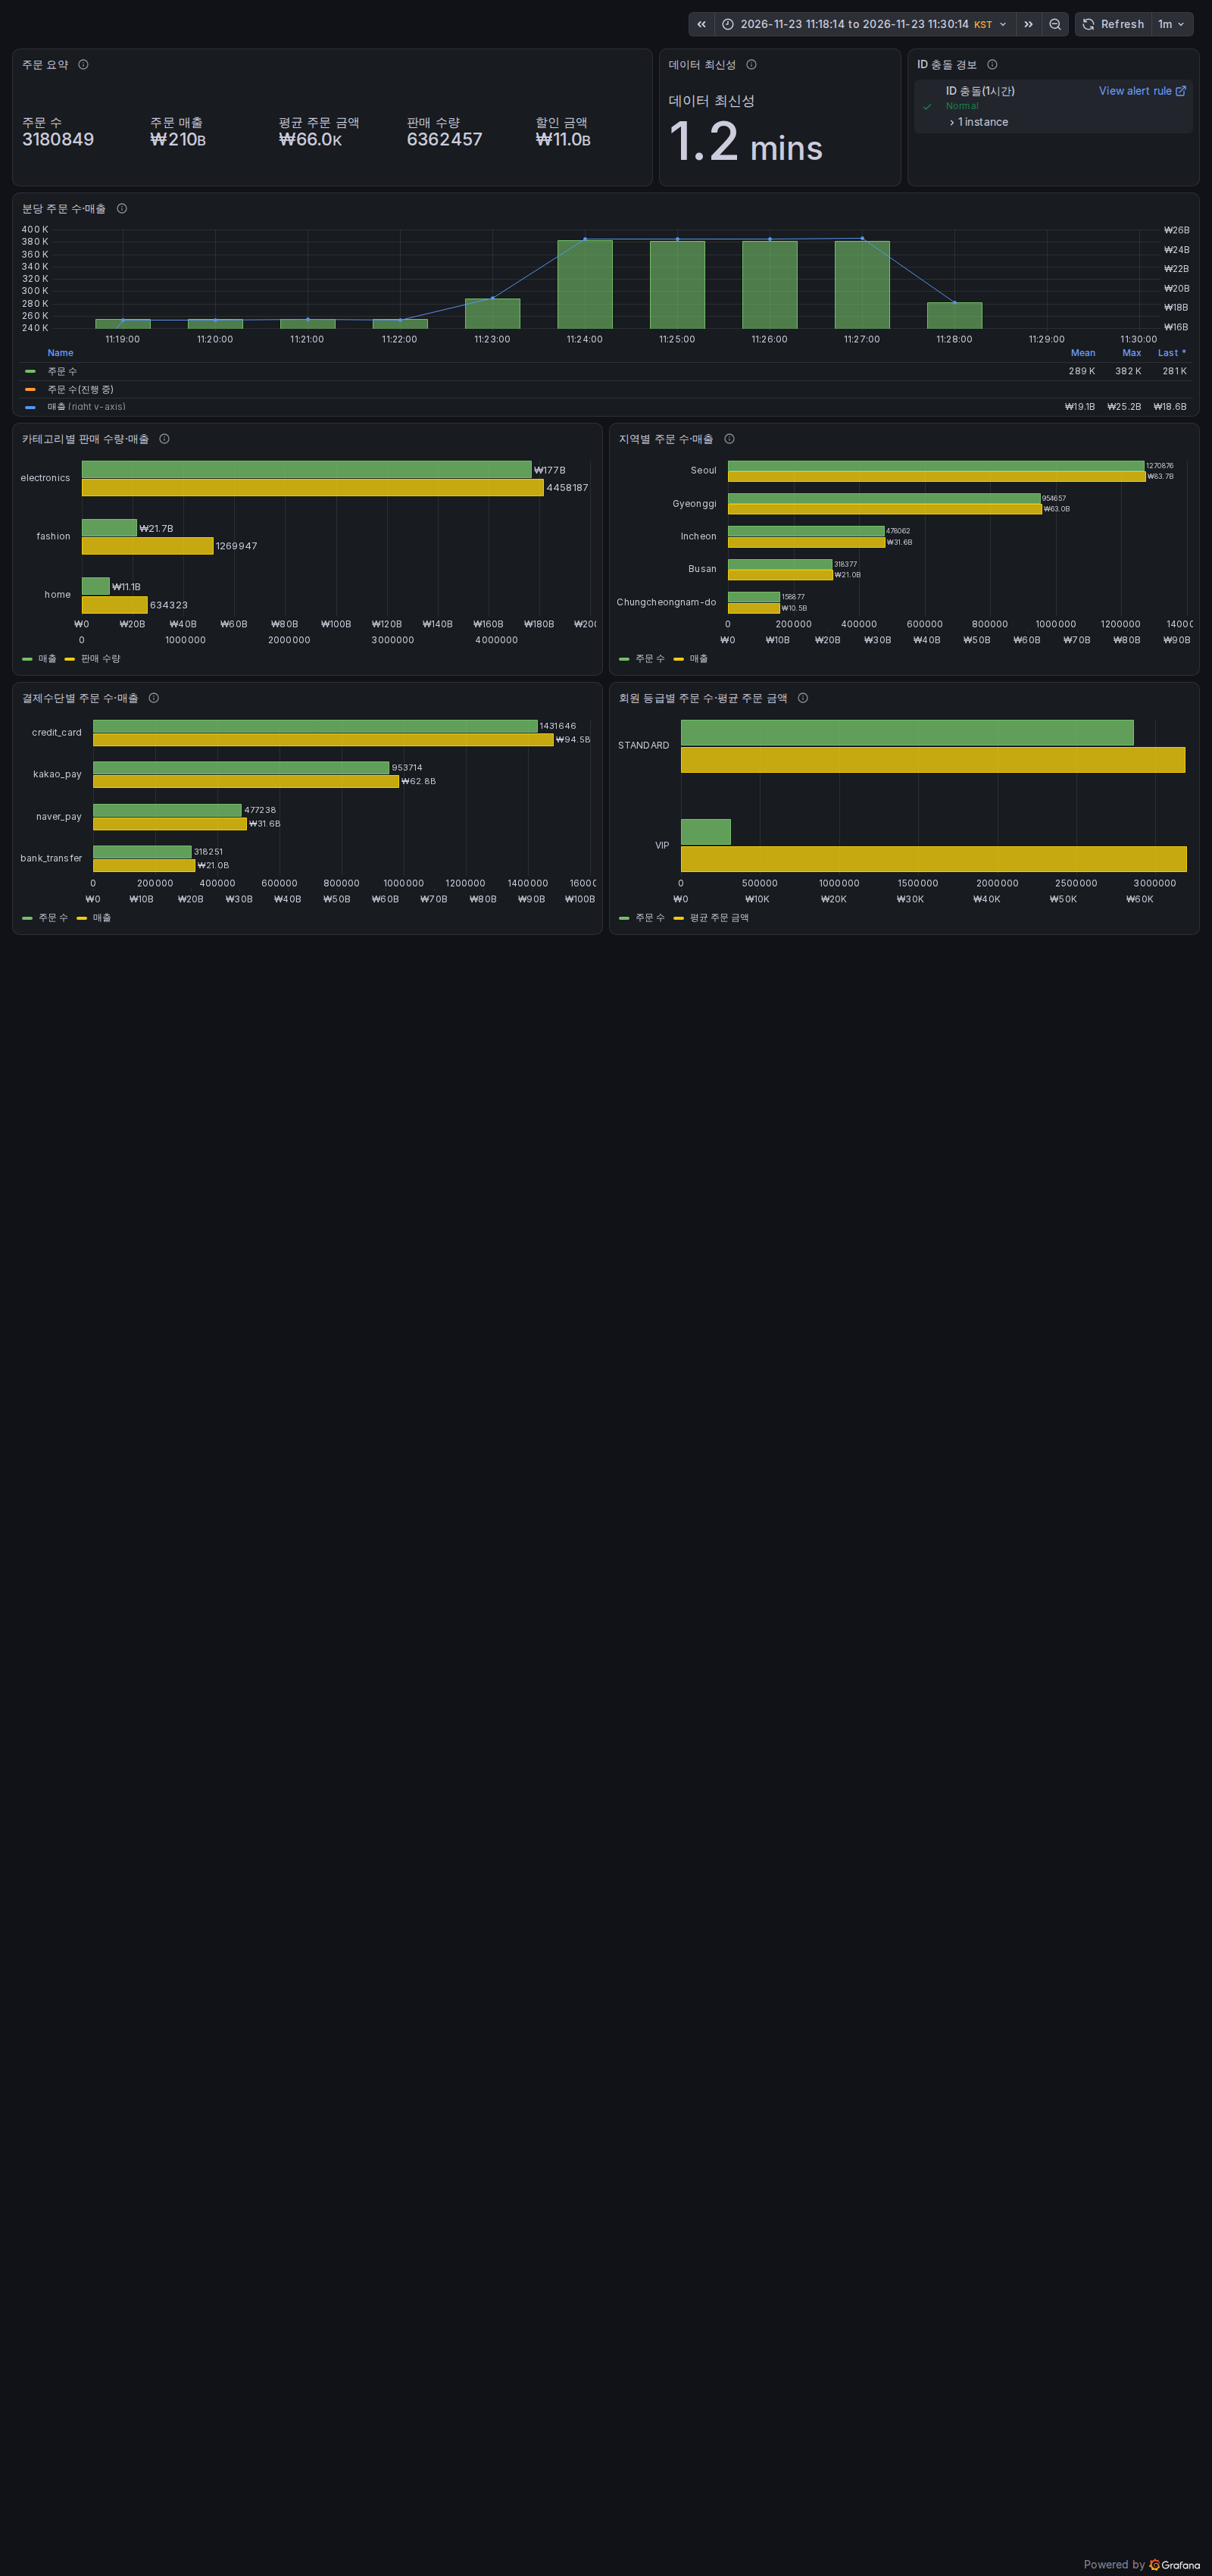 2026-11-23 11:18:14 to 2026-11-23 11:30:14 KST
Refresh 1m
주문 요약
주문 수 주문 매출 평균 주문 금액 판매 수량 할인 금액
3180849 ₩210B ₩66.0K 6362457 ₩11.0B
데이터 최신성
데이터 최신성
1.2 mins
ID 충돌 경보
ID 충돌(1시간) View alert rule
Normal
1 instance
분당 주문 수·매출
400 K ₩26B
380 K ₩24B
360 K ₩22B
340 K ₩20B
320 K ₩18B
300 K ₩16B
280 K
260 K
240 K
11:19:00 11:20:00 11:21:00 11:22:00 11:23:00 11:24:00 11:25:00 11:26:00 11:27:00 11:28:00 11:29:00 11:30:00
Name Mean Max Last *
주문 수 289 K 382 K 281 K
주문 수(진행 중)
매출 (right y-axis) ₩19.1B ₩25.2B ₩18.6B
카테고리별 판매 수량·매출
electronics ₩177B
4458187
fashion ₩21.7B
1269947
home ₩11.1B
634323
₩0 ₩20B ₩40B ₩60B ₩80B ₩100B ₩120B ₩140B ₩160B ₩180B ₩20
0 1000000 2000000 3000000 4000000
매출 판매 수량
지역별 주문 수·매출
Seoul 1270876
₩83.7B
Gyeonggi 954657
₩63.0B
Incheon 478062
₩31.6B
Busan 318377
₩21.0B
Chungcheongnam-do 158877
₩10.5B
0 200000 400000 600000 800000 1000000 1200000 1400
₩0 ₩10B ₩20B ₩30B ₩40B ₩50B ₩60B ₩70B ₩80B ₩90B
주문 수 매출
결제수단별 주문 수·매출
credit_card 1431646
₩94.5B
kakao_pay 953714
₩62.8B
naver_pay 477238
₩31.6B
bank_transfer 318251
₩21.0B
0 200000 400000 600000 800000 1000000 1200000 1400000 1600
₩0 ₩10B ₩20B ₩30B ₩40B ₩50B ₩60B ₩70B ₩80B ₩90B ₩100B
주문 수 매출
회원 등급별 주문 수·평균 주문 금액
STANDARD
VIP
0 500000 1000000 1500000 2000000 2500000 3000000
₩0 ₩10K ₩20K ₩30K ₩40K ₩50K ₩60K
주문 수 평균 주문 금액
Powered by Grafana